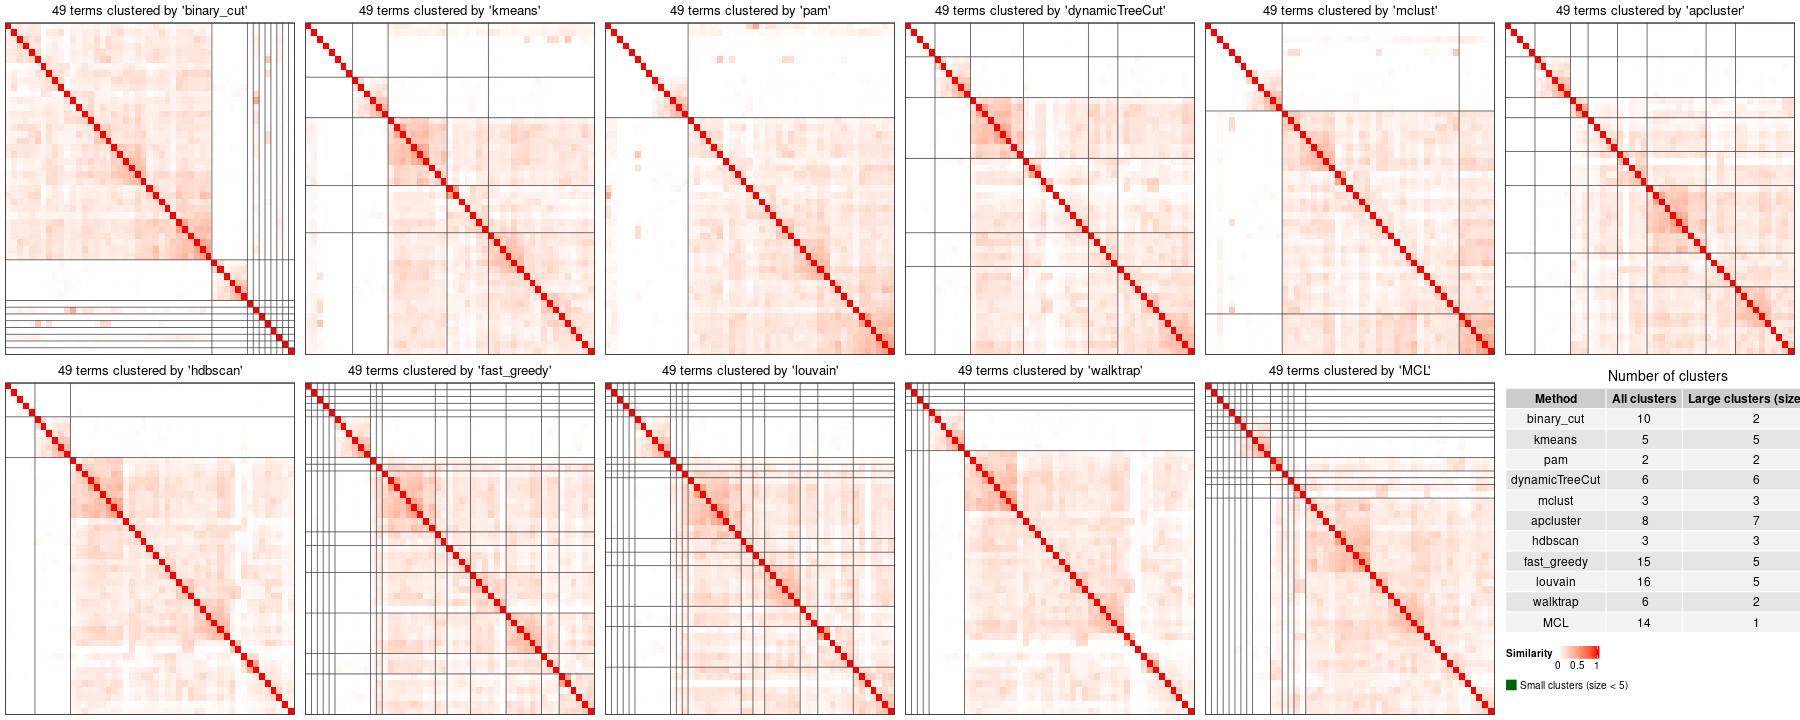 49 terms clustered by 'binary_cut'
49 terms clustered by 'kmeans'
49 terms clustered by 'pam'
49 terms clustered by 'dynamicTreeCut'
49 terms clustered by 'mclust'
49 terms clustered by 'apcluster'
49 terms clustered by 'hdbscan'
49 terms clustered by 'fast_greedy'
49 terms clustered by 'louvain'
49 terms clustered by 'walktrap'
49 terms clustered by 'MCL'
Number of clusters
Method All clusters Large clusters (size
binary_cut 10 2
kmeans 5 5
pam 2 2
dynamicTreeCut 6 6
mclust 3 3
apcluster 8 7
hdbscan 3 3
fast_greedy 15 5
louvain 16 5
walktrap 6 2
MCL 14 1
Similarity
0 0.5 1
Small clusters (size < 5)